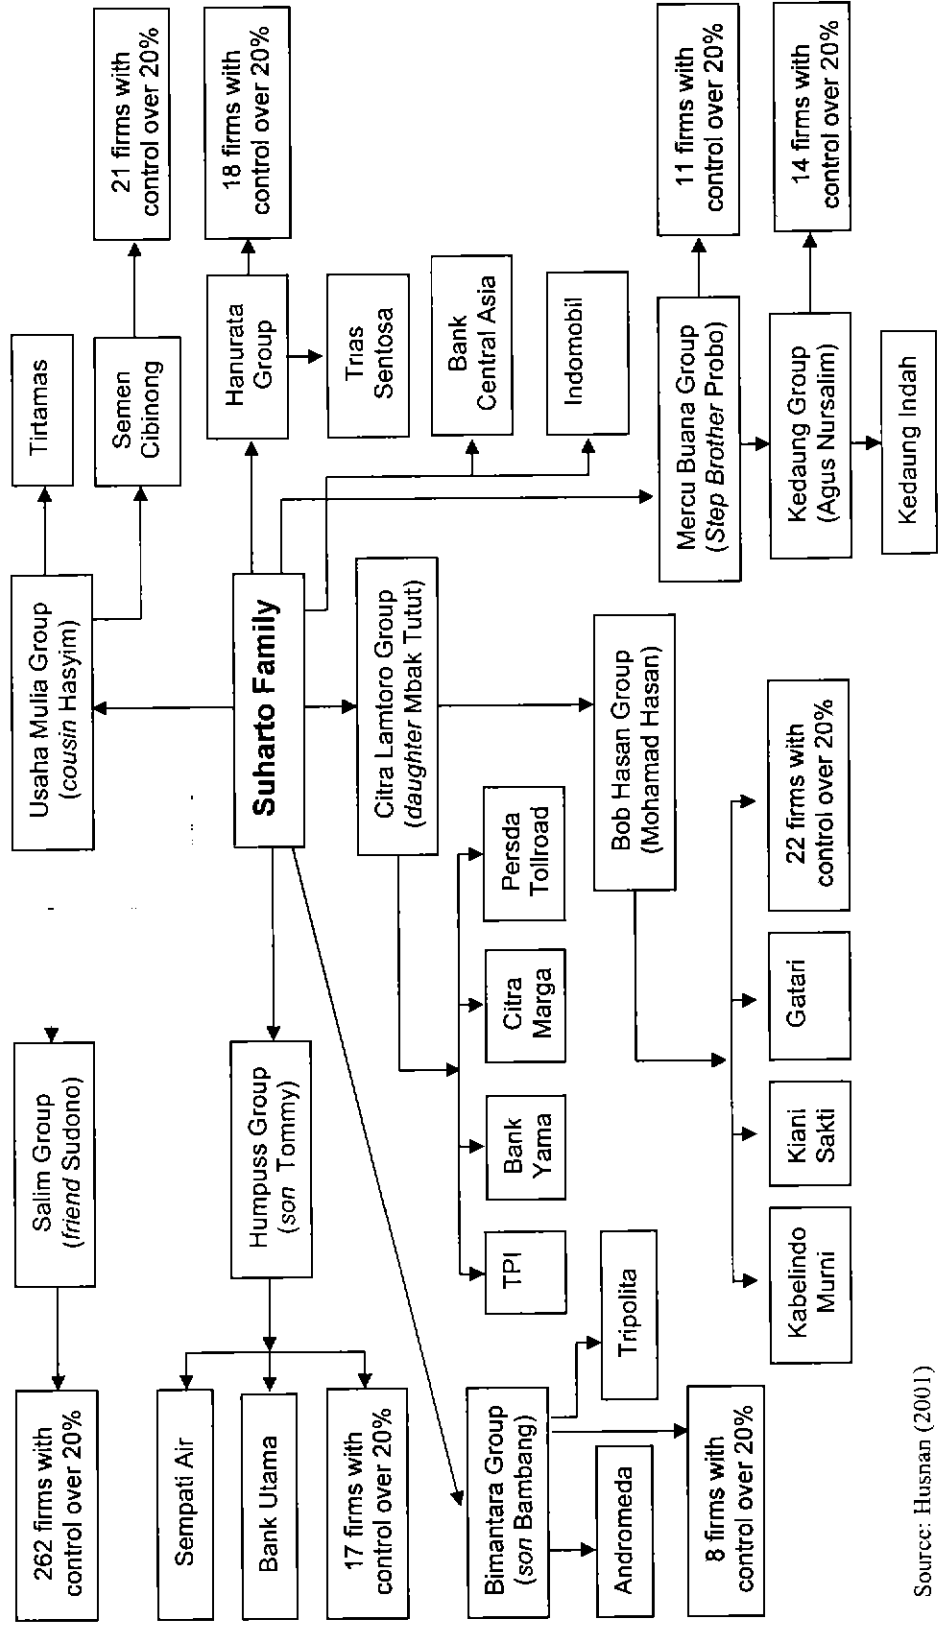 262 firms with
control over 20%
Salim Group
(friend Sudono)
Usaha Mulia Group
(cousin Hasyim)
Tirtamas
Semen
Cibinong
21 firms with
control over 20%
Sempati Air
Bank Utama
17 firms with
control over 20%
Humpuss Group
(son Tommy)
Suharto Family
Hanurata
Group
18 firms with
control over 20%
Trias
Sentosa
Bank
Central Asia
Indomobil
Citra Lamtoro Group
(daughter Mbak Tutut)
TPI
Bank
Yama
Citra
Marga
Persda
Tollroad
Bimantara Group
(son Bambang)
Tripolita
Andromeda
8 firms with
control over 20%
Bob Hasan Group
(Mohamad Hasan)
Kabelindo
Murni
Kiani
Sakti
Gatari
22 firms with
control over 20%
Mercu Buana Group
(Step Brother Probo)
11 firms with
control over 20%
Kedaung Group
(Agus Nursalim)
14 firms with
control over 20%
Kedaung Indah
Source: Husnan (2001)